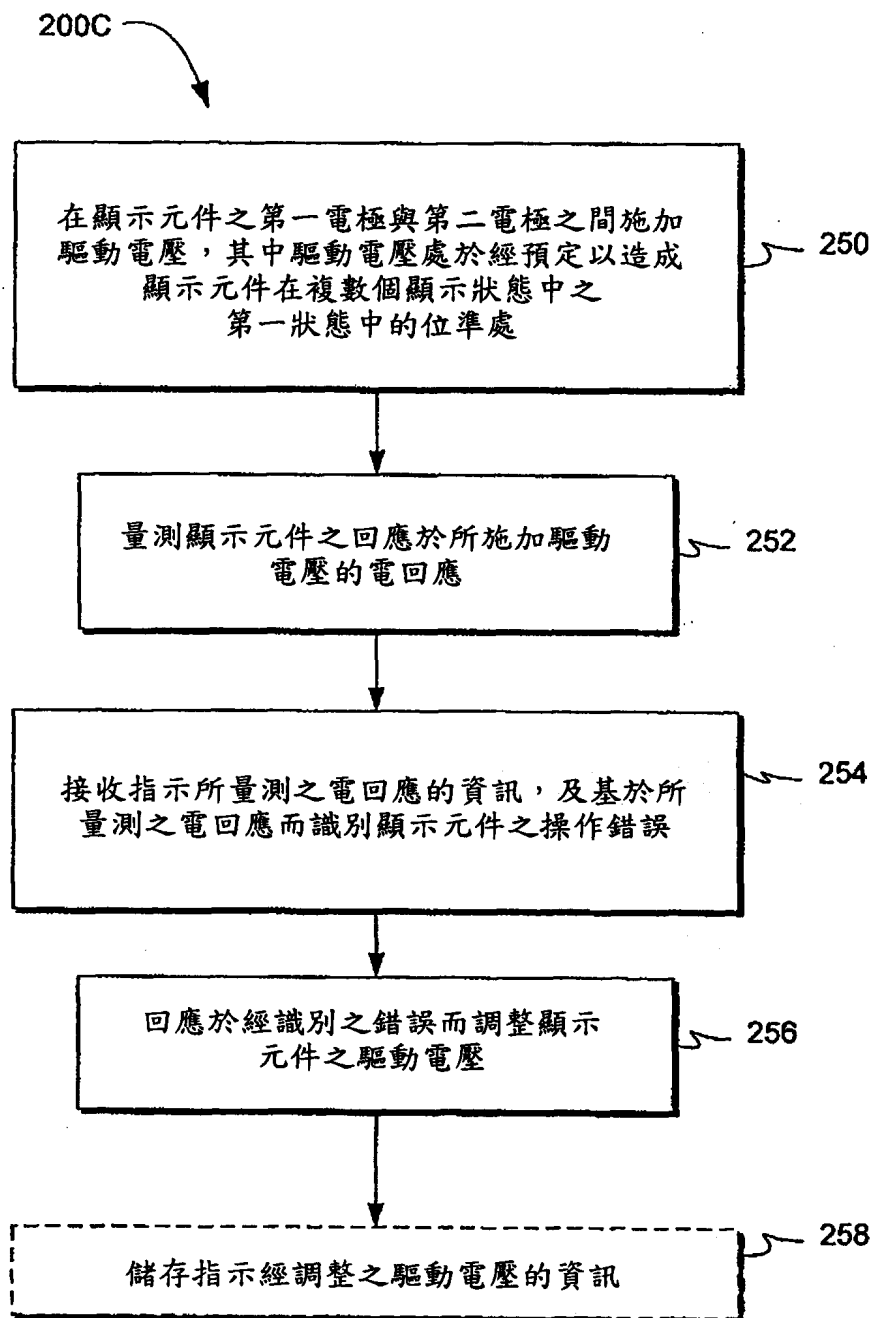 200C
在顯示元件之第一電極與第二電極之間施加
驅動電壓，其中驅動電壓處於經預定以造成
顯示元件在複數個顯示狀態中之
第一狀態中的位準處
250
量測顯示元件之回應於所施加驅動
電壓的電回應
252
接收指示所量測之電回應的資訊，及基於所
量測之電回應而識別顯示元件之操作錯誤
254
回應於經識別之錯誤而調整顯示
元件之驅動電壓
256
儲存指示經調整之驅動電壓的資訊
258